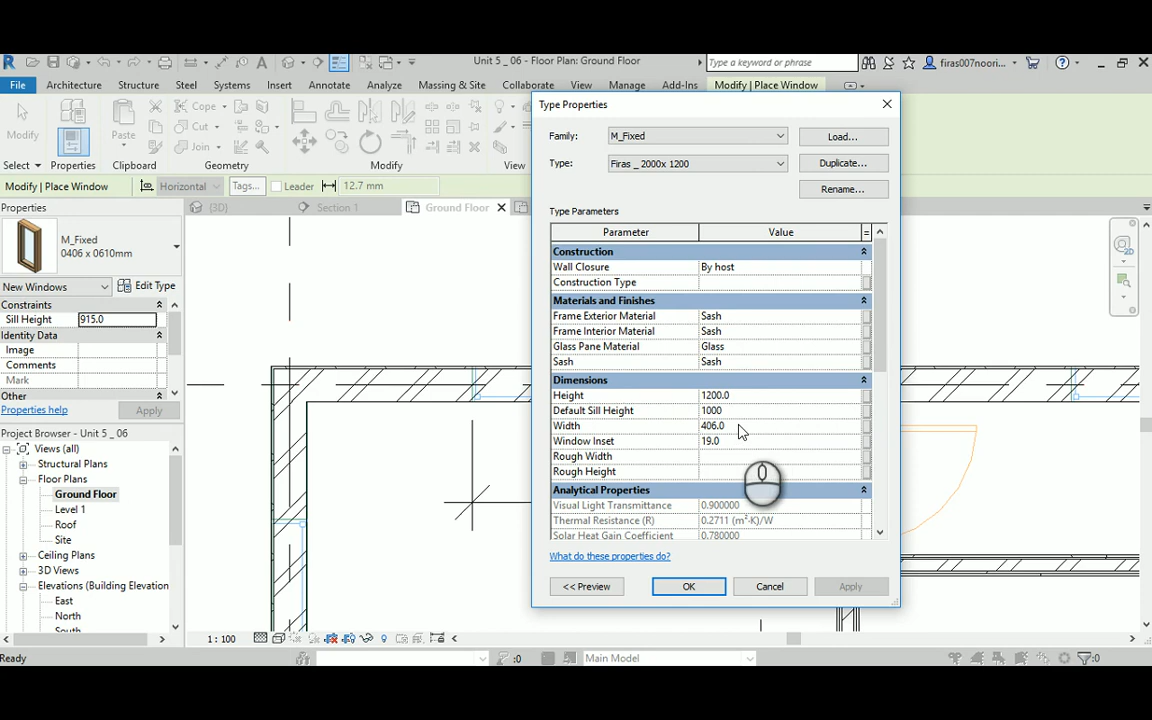 Unit 5_06 - Floor Plan: Ground Floor
Type a keyword or phrase
firas007noori...
File Architecture Structure Steel Systems Insert Annotate Analyze Massing & Site Collaborate View Manage Add-Ins Modify | Place Window
Modify
Paste
Cope
Cut
Join
Select Properties Clipboard Geometry Modify View
Modify | Place Window
Horizontal
Tags...
Leader
12.7 mm
Properties
(3D)
Section 1
Ground Floor
M_Fixed
0406 x 0610mm
New Windows
Edit Type
Constraints
Sill Height 915.0
Identity Data
Image
Comments
Mark
Other
Properties help
Apply
Project Browser - Unit 5_06
Views (all)
Structural Plans
Floor Plans
Ground Floor
Level 1
Roof
Site
Ceiling Plans
3D Views
Elevations (Building Elevation
East
North
South
Type Properties
Family: M_Fixed Load...
Type: Firas _ 2000x 1200 Duplicate...
Rename...
Type Parameters
Parameter Value =
Construction
Wall Closure By host
Construction Type
Materials and Finishes
Frame Exterior Material Sash
Frame Interior Material Sash
Glass Pane Material Glass
Sash Sash
Dimensions
Height 1200.0
Default Sill Height 1000
Width 406.0
Window Inset 19.0
Rough Width
Rough Height
Analytical Properties
Visual Light Transmittance 0.900000
Thermal Resistance (R) 0.2711 (m²·K)/W
Solar Heat Gain Coefficient 0.780000
What do these properties do?
<< Preview OK Cancel Apply
1 : 100
Ready
:0
Main Model
:0